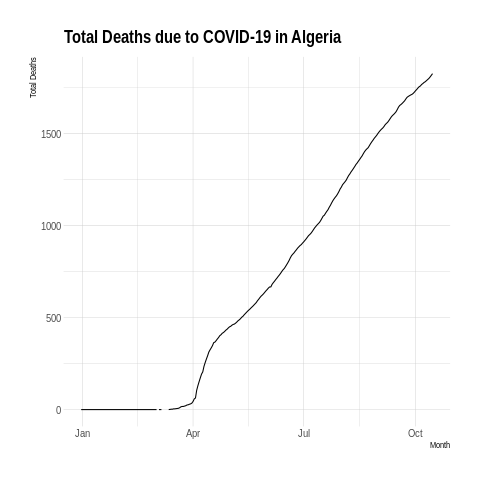 Total Deaths due to COVID-19 in Algeria
Total Deaths
1500
1000
500
0
Jan
Apr
Jul
Oct
Month